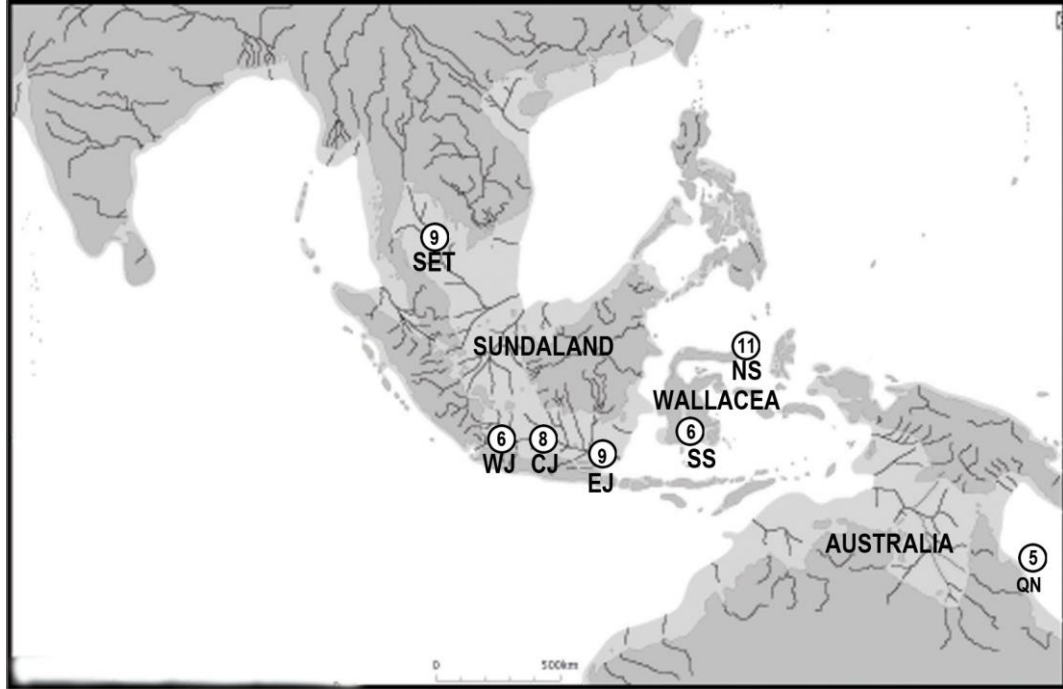 9
SET
SUNDALAND
11
NS
WALLACEA
6
WJ
8
CJ
9
EJ
6
SS
AUSTRALIA
5
QN
0 500km